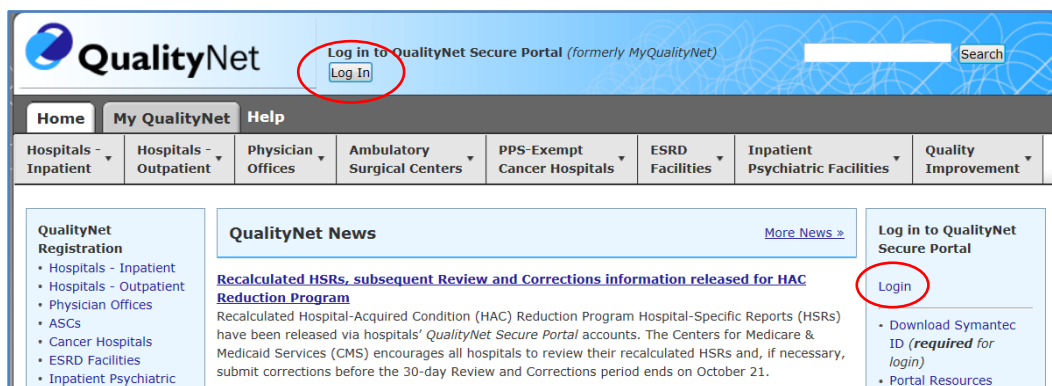 QualityNet
Log in to QualityNet Secure Portal (formerly MyQualityNet)
Log In
Search
Home
My QualityNet
Help
Hospitals -
Inpatient
Hospitals -
Outpatient
Physician
Offices
Ambulatory
Surgical Centers
PPS-Exempt
Cancer Hospitals
ESRD
Facilities
Inpatient
Psychiatric Facilities
Quality
Improvement
QualityNet
Registration
• Hospitals - Inpatient
• Hospitals - Outpatient
• Physician Offices
• ASCs
• Cancer Hospitals
• ESRD Facilities
• Inpatient Psychiatric
QualityNet News
More News »
Recalculated HSRs, subsequent Review and Corrections information released for HAC
Reduction Program
Recalculated Hospital-Acquired Condition (HAC) Reduction Program Hospital-Specific Reports (HSRs)
have been released via hospitals' QualityNet Secure Portal accounts. The Centers for Medicare &
Medicaid Services (CMS) encourages all hospitals to review their recalculated HSRs and, if necessary,
submit corrections before the 30-day Review and Corrections period ends on October 21.
Log in to QualityNet
Secure Portal
Login
• Download Symantec
ID (required for
login)
• Portal Resources